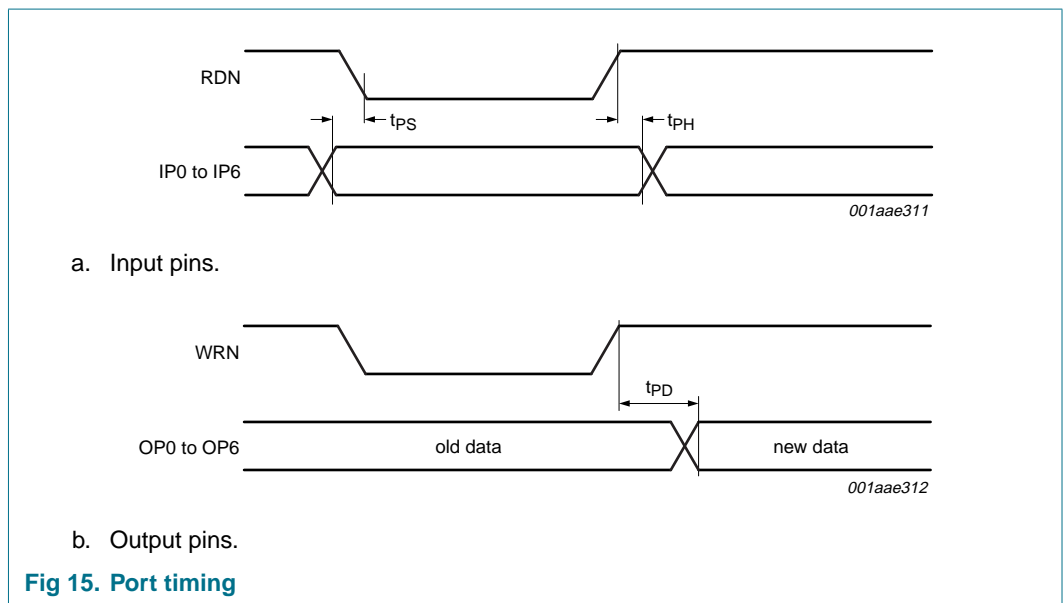 RDN
tPS
tPH
IP0 to IP6
001aae311
a. Input pins.
WRN
tPD
OP0 to OP6
old data
new data
001aae312
b. Output pins.
Fig 15. Port timing